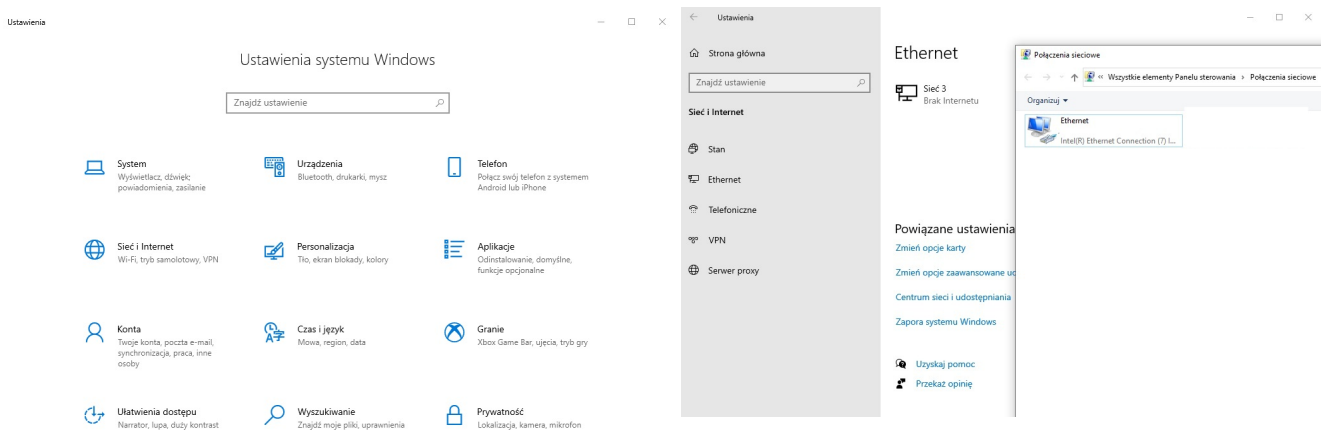 Ustawienia
Ustawienia systemu Windows
Znajdź ustawienie
System
Wyświetlacz, dźwięk,
powiadomienia, zasilanie
Urządzenia
Bluetooth, drukarki, mysz
Telefon
Połącz swój telefon z systemem
Android lub iPhone
Sieć i Internet
Wi-Fi, tryb samolotowy, VPN
Personalizacja
Tło, ekran blokady, kolory
Aplikacje
Odinstalowanie, domyślne,
funkcje opcjonalne
Konta
Twoje konta, poczta e-mail,
synchronizacja, praca, inne
osoby
Czas i język
Mowa, region, data
Granie
Xbox Game Bar, ujęcia, tryb gry
Ułatwienia dostępu
Narrator, lupa, duży kontrast
Wyszukiwanie
Znajdź moje pliki, uprawnienia
Prywatność
Lokalizacja, kamera, mikrofon
Ustawienia
Strona główna
Znajdź ustawienie
Sieć i Internet
Stan
Ethernet
Telefoniczne
VPN
Serwer proxy
Ethernet
Sieć 3
Brak Internetu
Powiązane ustawienia
Zmień opcje karty
Zmień opcje zaawansowane uc
Centrum sieci i udostępniania
Zapora systemu Windows
Uzyskaj pomoc
Przekaż opinię
Połączenia sieciowe
« Wszystkie elementy Panelu sterowania › Połączenia sieciowe
Organizuj
Ethernet
Intel(R) Ethernet Connection (7) I...